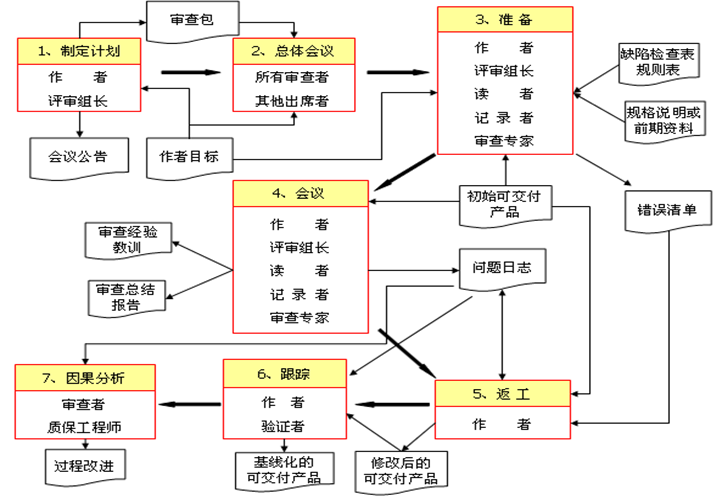 审查包
1、制定计划
作 者
评审组长
2、总体会议
所有审查者
其他出席者
3、准 备
作 者
评审组长
读 者
记 录 者
审查专家
缺陷检查表
规则表
规格说明或
前期资料
会议公告
作者目标
4、会议
作 者
评审组长
读 者
记 录 者
审查专家
初始可交付
产品
错误清单
审查经验
教训
审查总结
报告
问题日志
7、因果分析
审查者
质保工程师
6、跟踪
作 者
验证者
5、返 工
作 者
过程改进
基线化的
可交付产品
修改后的
可交付产品